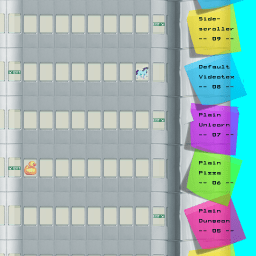 Side-
scroller
-- 09 --
Default
Videotex
-- 08 --
Plain
Unicorn
-- 07 --
Plain
Pizza
-- 06 --
Plain
Dungeon
-- 05 --